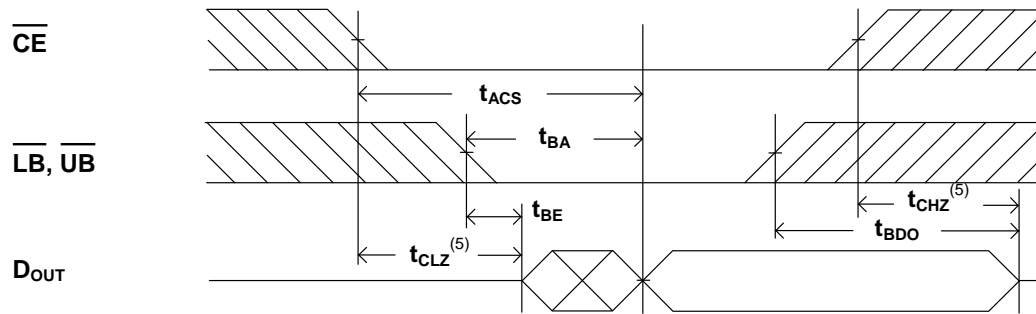 CE
tACS
LB, UB
tBA
tBE
tCHZ(5)
tBDO
tCLZ(5)
DOUT